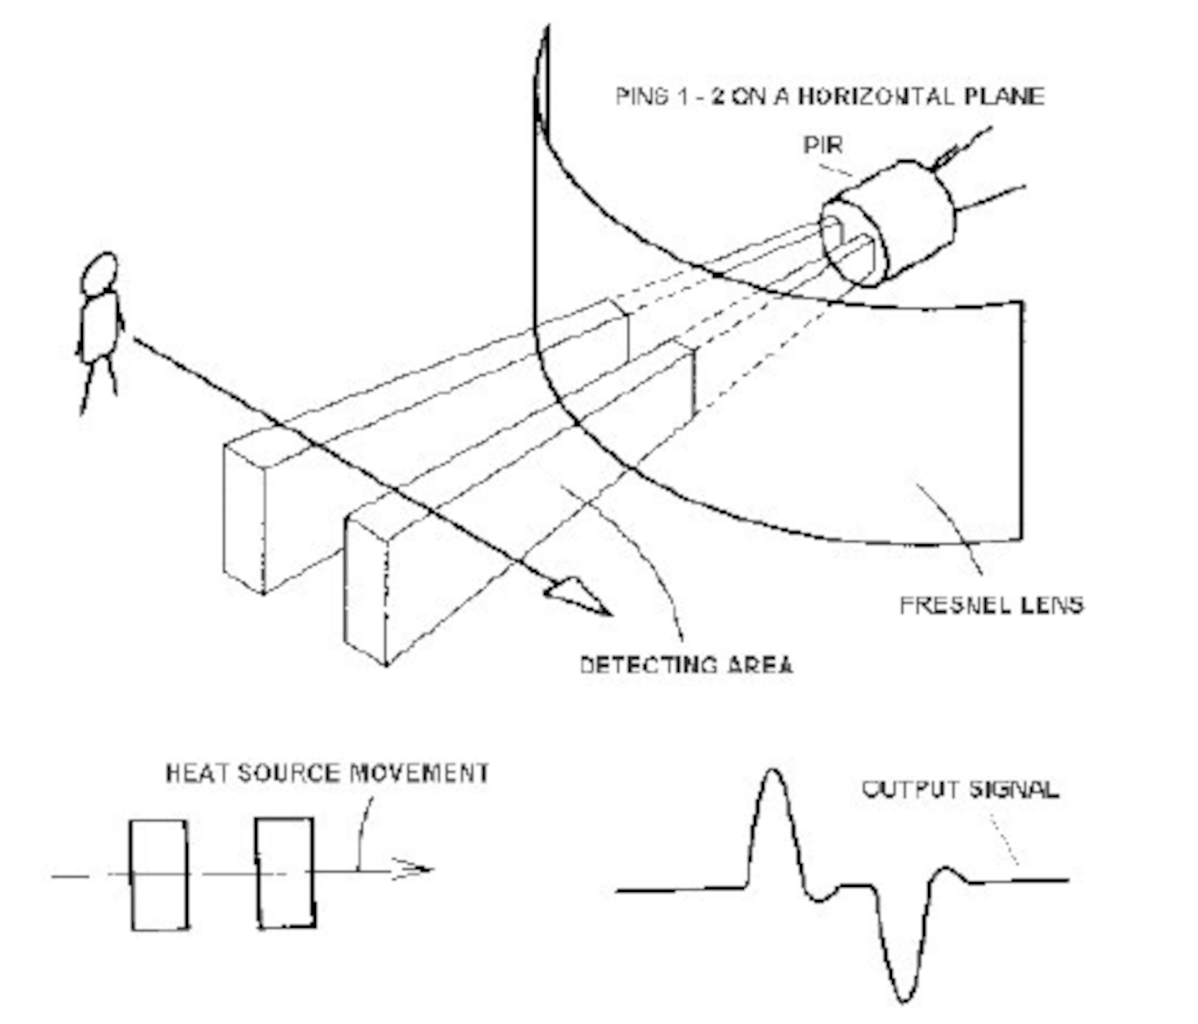 PINS 1 - 2 ON A HORIZONTAL PLANE
PIR
FRESNEL LENS
DETECTING AREA
HEAT SOURCE MOVEMENT
OUTPUT SIGNAL